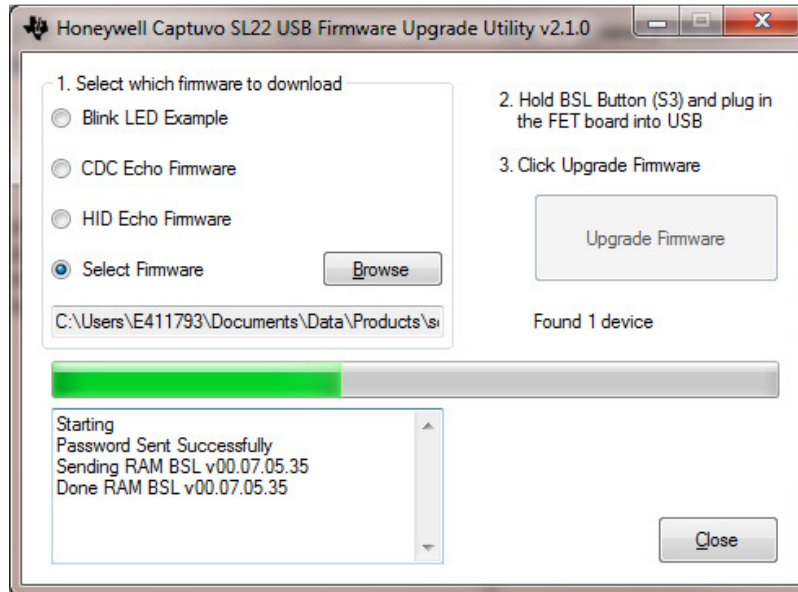 Honeywell Captuvo SL22 USB Firmware Upgrade Utility v2.1.0
1. Select which firmware to download
Blink LED Example
CDC Echo Firmware
HID Echo Firmware
Select Firmware
Browse
C:\Users\E411793\Documents\Data\Products\
2. Hold BSL Button (S3) and plug in
the FET board into USB
3. Click Upgrade Firmware
Upgrade Firmware
Found 1 device
Starting
Password Sent Successfully
Sending RAM BSL v00.07.05.35
Done RAM BSL v00.07.05.35
Close